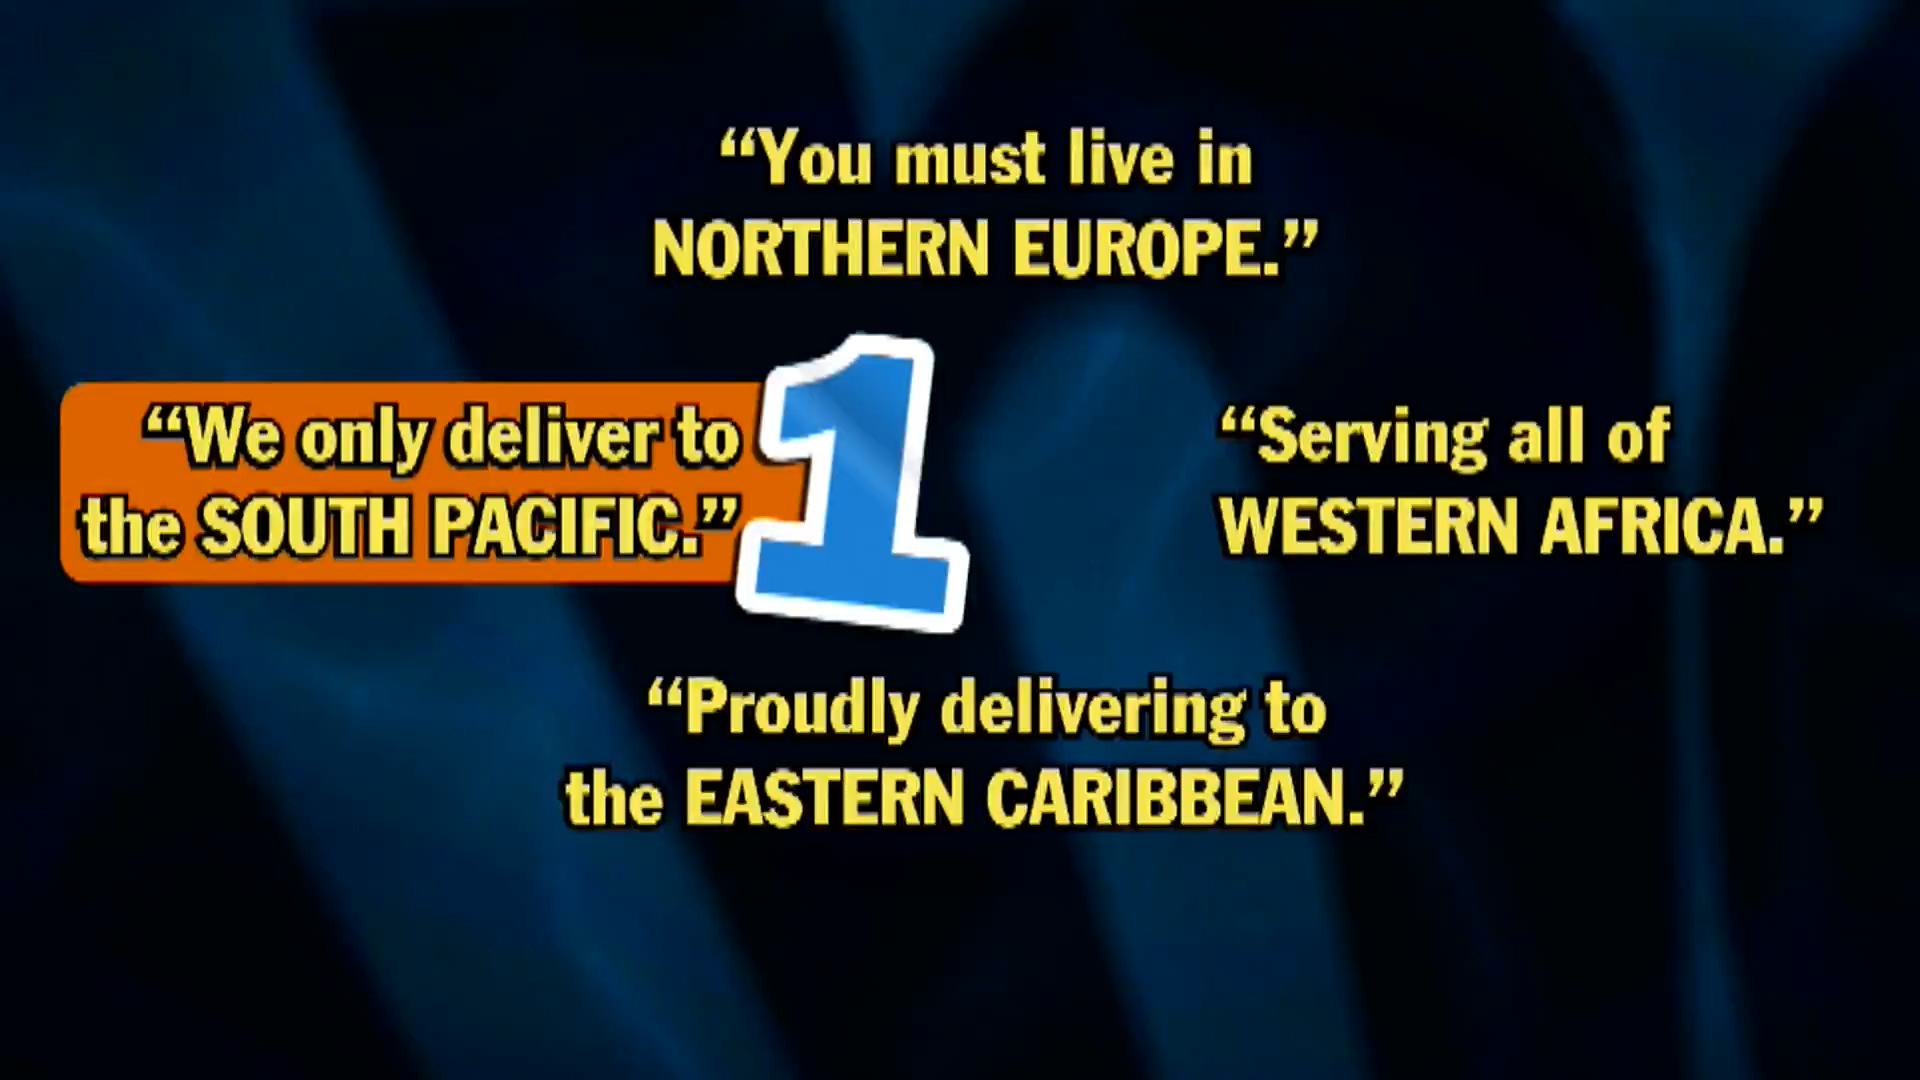 “You must live in
NORTHERN EUROPE.”
“We only deliver to
the SOUTH PACIFIC.”
1
“Serving all of
WESTERN AFRICA.”
“Proudly delivering to
the EASTERN CARIBBEAN.”